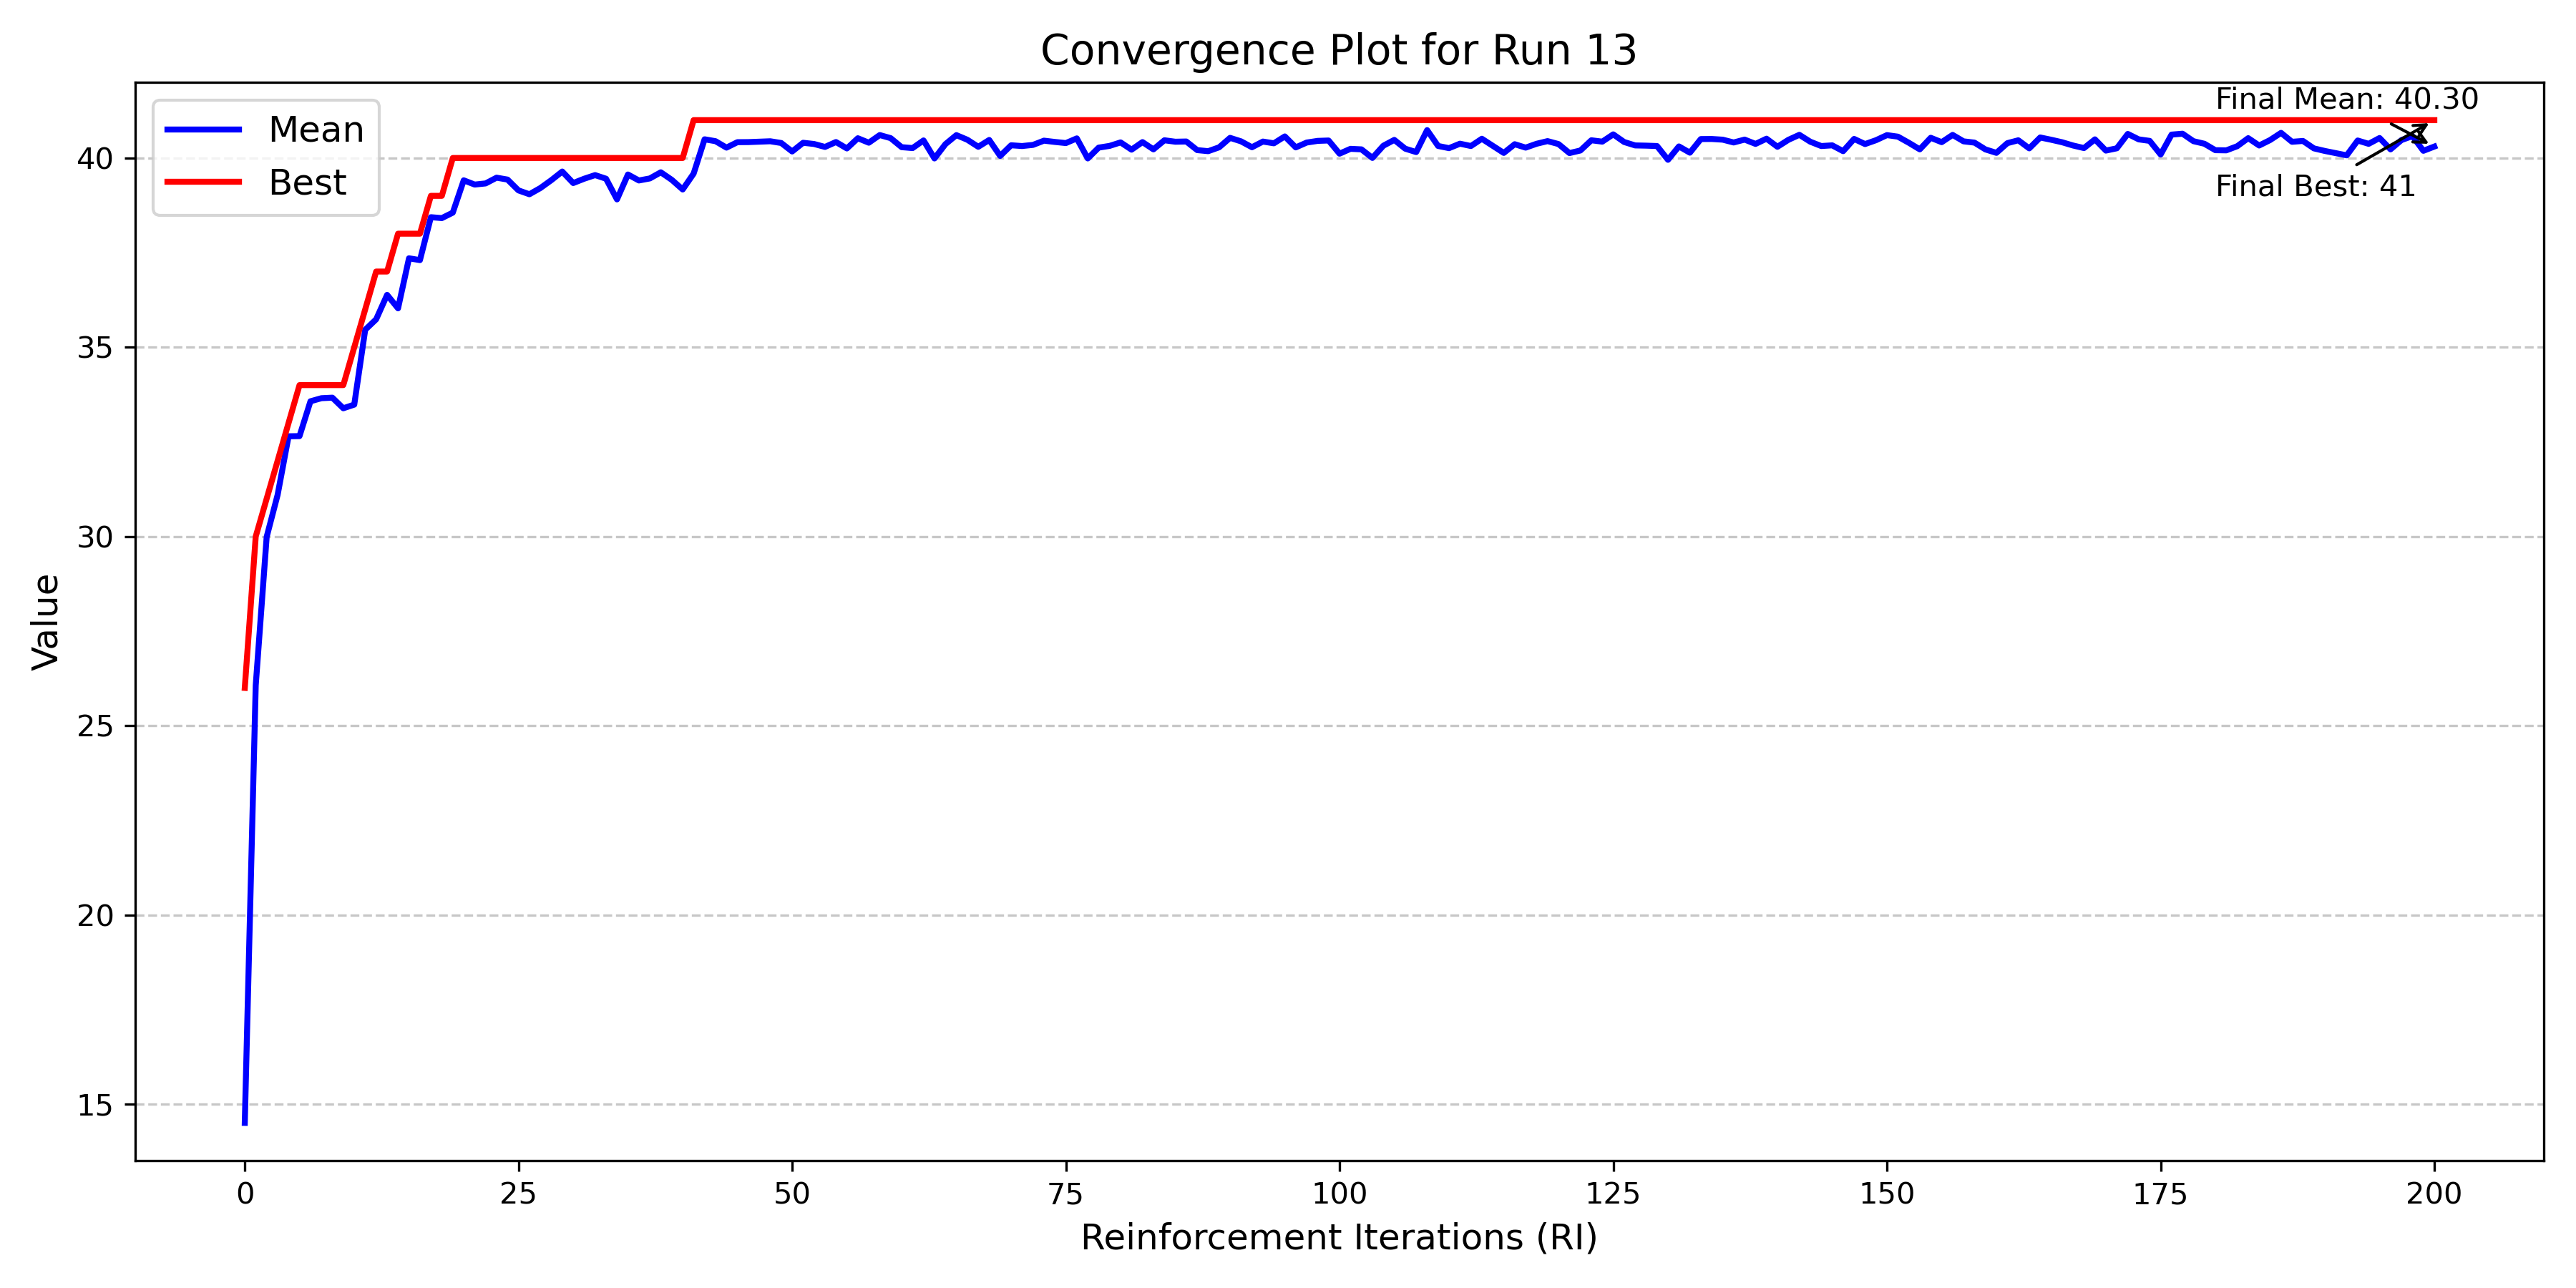 Convergence Plot for Run 13
Mean
Best
Final Mean: 40.30
Final Best: 41
Value
40
35
30
25
20
15
0 25 50 75 100 125 150 175 200
Reinforcement Iterations (RI)